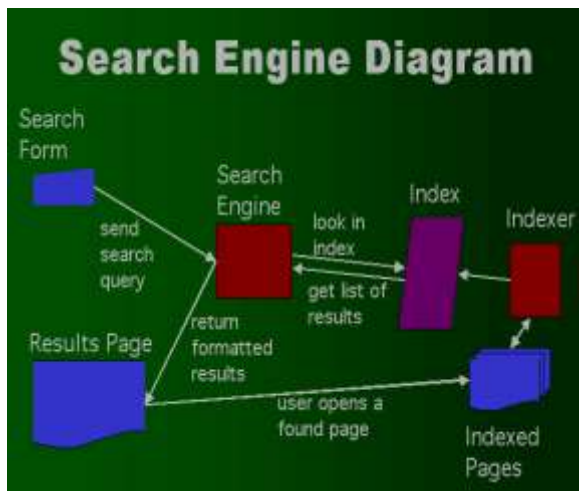 Search Engine Diagram
Search
Form
Search
Engine
Index
Indexer
send
search
query
look in
index
get list of
results
return
formatted
results
Results Page
user opens a
found page
Indexed
Pages